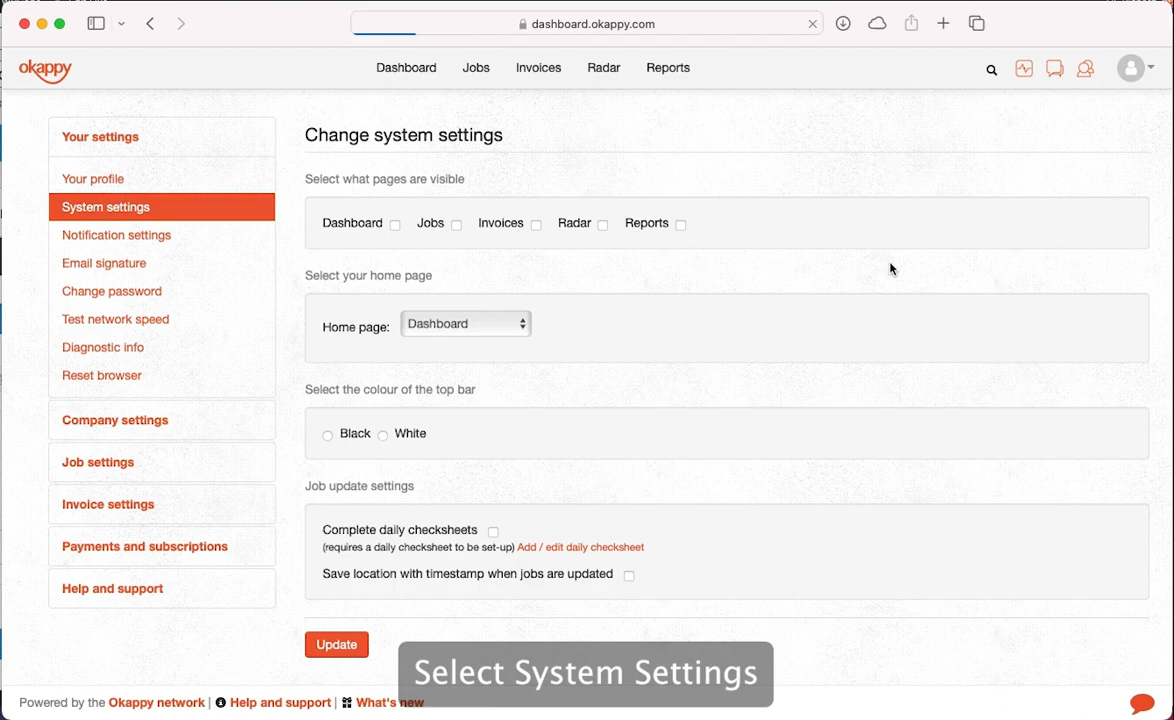 dashboard.okappy.com
okappy Dashboard Jobs Invoices Radar Reports
Your settings
Your profile
System settings
Notification settings
Email signature
Change password
Test network speed
Diagnostic info
Reset browser
Company settings
Job settings
Invoice settings
Payments and subscriptions
Help and support
Change system settings
Select what pages are visible
Dashboard Jobs Invoices Radar Reports
Select your home page
Home page: Dashboard
Select the colour of the top bar
Black White
Job update settings
Complete daily checksheets
(requires a daily checksheet to be set-up) Add / edit daily checksheet
Save location with timestamp when jobs are updated
Update
Select System Settings
Powered by the Okappy network | Help and support | What's new